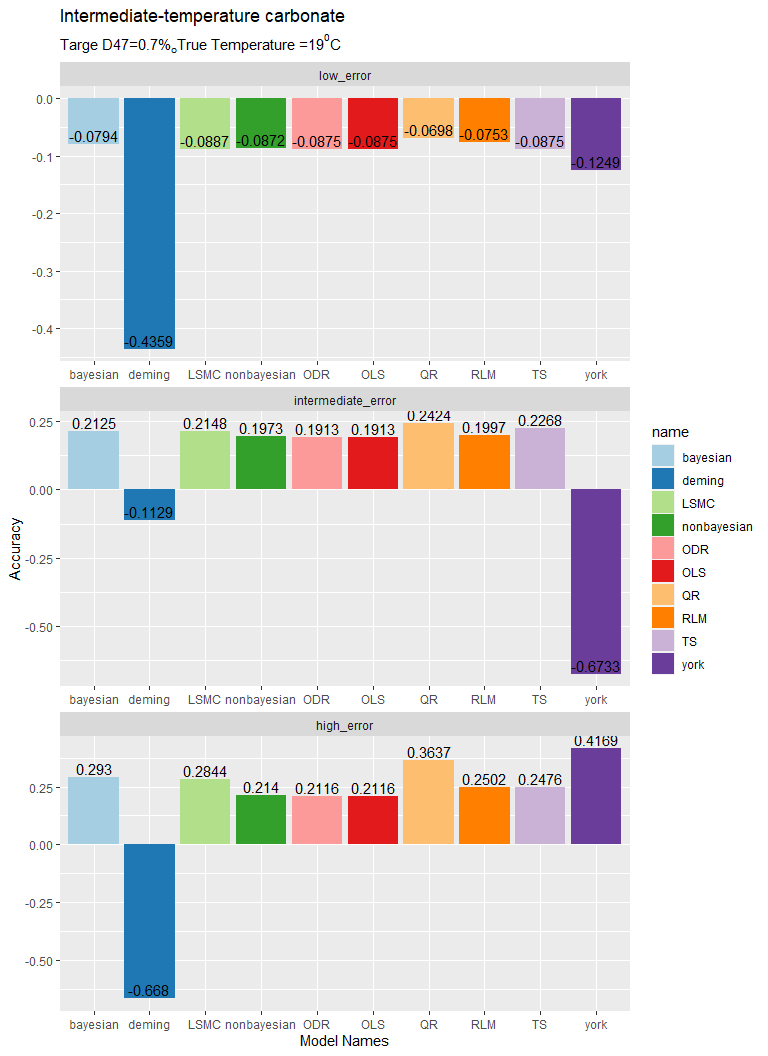 Intermediate-temperature carbonate
Targe D47=0.7%oTrue Temperature =19⁰C
low_error
0.0
-0.1
-0.2
-0.3
-0.4
-0.0794 -0.4359 -0.0887 -0.0872 -0.0875 -0.0875 -0.0698 -0.0753 -0.0875 -0.1249
bayesian deming LSMC nonbayesian ODR OLS QR RLM TS york
intermediate_error
0.25
0.00
-0.25
-0.50
0.2125 -0.1129 0.2148 0.1973 0.1913 0.1913 0.2424 0.1997 0.2268 -0.6733
bayesian deming LSMC nonbayesian ODR OLS QR RLM TS york
high_error
0.25
0.00
-0.25
-0.50
0.293 -0.668 0.2844 0.214 0.2116 0.2116 0.3637 0.2502 0.2476 0.4169
bayesian deming LSMC nonbayesian ODR OLS QR RLM TS york
Model Names
Accuracy
name
bayesian
deming
LSMC
nonbayesian
ODR
OLS
QR
RLM
TS
york